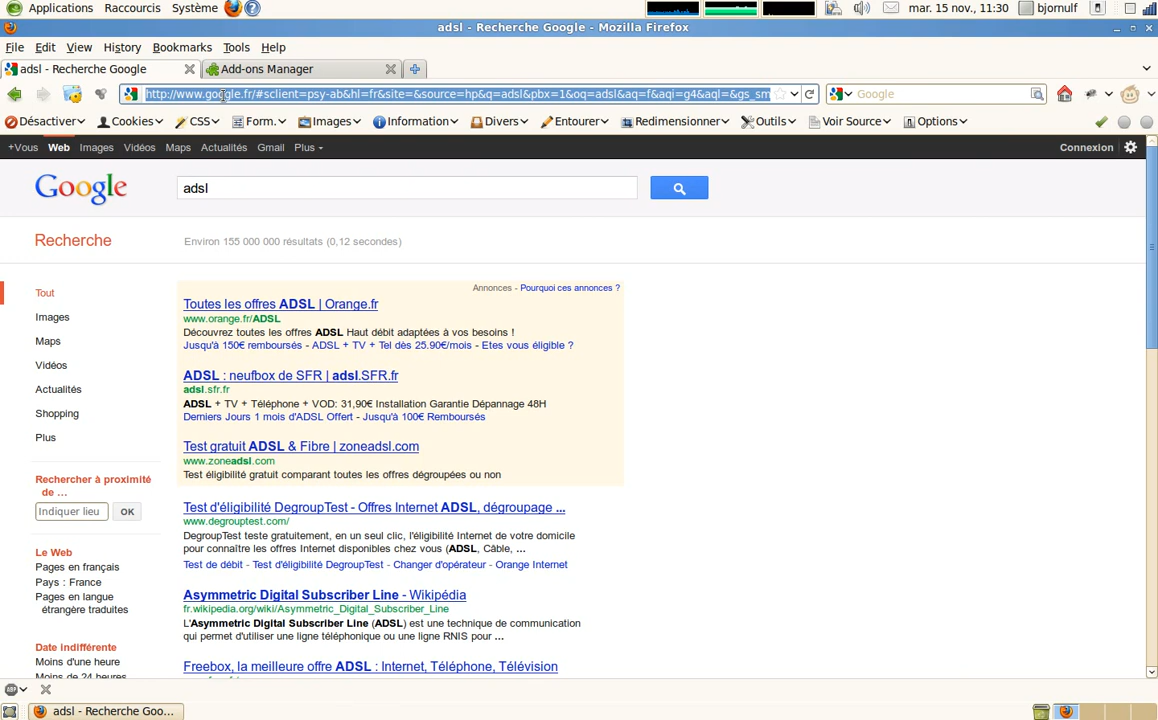 Applications Raccourcis Système mar. 15 nov., 11:30 bjornulf
adsl - Recherche Google - Mozilla Firefox
File Edit View History Bookmarks Tools Help
adsl - Recherche Google Add-ons Manager
http://www.google.fr/#sclient=psy-ab&hl=fr&site=&source=hp&q=adsl&pbx=1&oq=adsl&aq=f&aqi=g4&aql=&gs_sm Google
Désactiver Cookies CSS Form. Images Information Divers Entourer Redimensionner Outils Voir Source Options
+Vous Web Images Vidéos Maps Actualités Gmail Plus Connexion
Google adsl
Recherche Environ 155 000 000 résultats (0,12 secondes)
Tout
Images
Maps
Vidéos
Actualités
Shopping
Plus
Rechercher à proximité
de ...
Indiquer lieu OK
Le Web
Pages en français
Pays : France
Pages en langue
étrangère traduites
Date indifférente
Moins d'une heure
Moins de 24 heures
Annonces - Pourquoi ces annonces ?
Toutes les offres ADSL | Orange.fr
www.orange.fr/ADSL
Découvrez toutes les offres ADSL Haut débit adaptées à vos besoins !
Jusqu'à 150€ remboursés - ADSL + TV + Tel dès 25.90€/mois - Etes vous éligible ?
ADSL : neufbox de SFR | adsl.SFR.fr
adsl.sfr.fr
ADSL + TV + Téléphone + VOD: 31,90€ Installation Garantie Dépannage 48H
Derniers Jours 1 mois d'ADSL Offert - Jusqu'à 100€ Remboursés
Test gratuit ADSL & Fibre | zoneadsl.com
www.zoneadsl.com
Test éligibilité gratuit comparant toutes les offres dégroupées ou non
Test d'éligibilité DegroupTest - Offres Internet ADSL, dégroupage ...
www.degrouptest.com/
DegroupTest teste gratuitement, en un seul clic, l'éligibilité Internet de votre domicile
pour connaître les offres Internet disponibles chez vous (ADSL, Câble, ...
Test de débit - Test d'éligibilité DegroupTest - Changer d'opérateur - Orange Internet
Asymmetric Digital Subscriber Line - Wikipédia
fr.wikipedia.org/wiki/Asymmetric_Digital_Subscriber_Line
L'Asymmetric Digital Subscriber Line (ADSL) est une technique de communication
qui permet d'utiliser une ligne téléphonique ou une ligne RNIS pour ...
Freebox, la meilleure offre ADSL : Internet, Téléphone, Télévision
ABP
adsl - Recherche Goo...